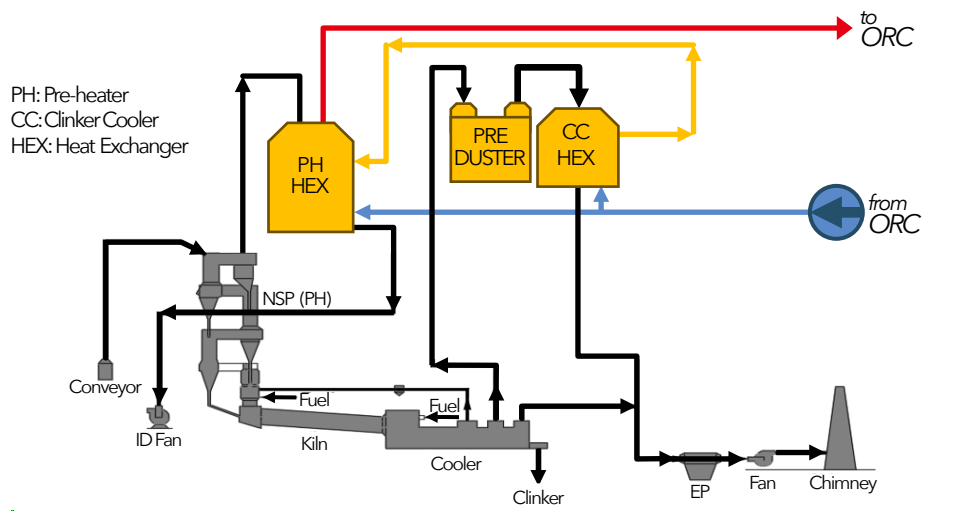 to
ORC
PH: Pre-heater
CC: Clinker Cooler
HEX: Heat Exchanger
PH
HEX
PRE
DUSTER
CC
HEX
from
ORC
NSP (PH)
Conveyor
Fuel
Fuel
ID Fan
Kiln
Cooler
Clinker
EP
Fan
Chimney